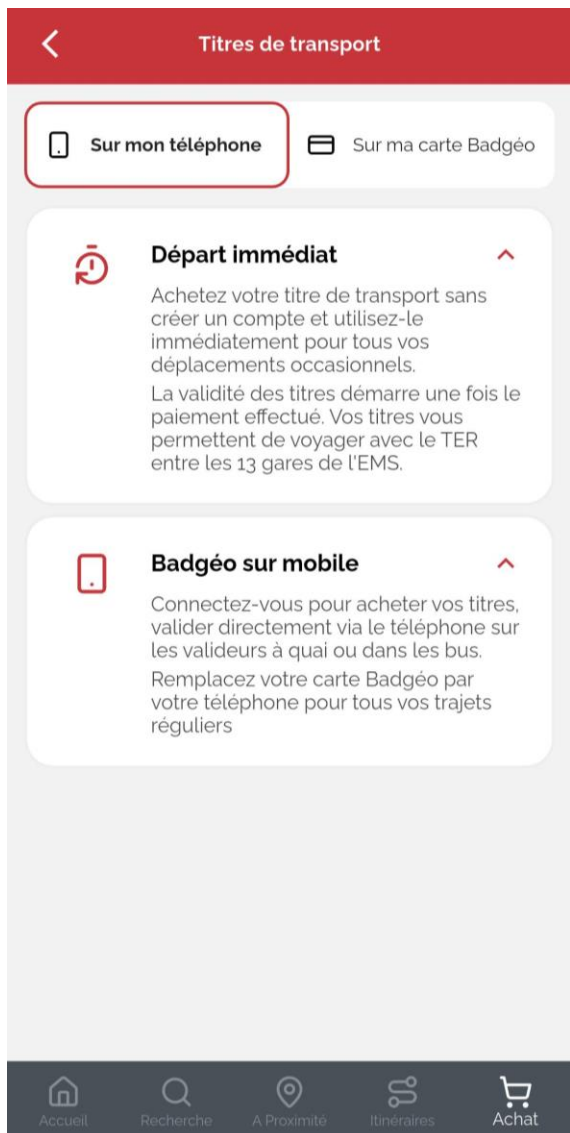 Titres de transport
Sur mon téléphone
Sur ma carte Badgéo
Départ immédiat
Achetez votre titre de transport sans
créer un compte et utilisez-le
immédiatement pour tous vos
déplacements occasionnels.
La validité des titres démarre une fois le
paiement effectué. Vos titres vous
permettent de voyager avec le TER
entre les 13 gares de l'EMS.
Badgéo sur mobile
Connectez-vous pour acheter vos titres,
valider directement via le téléphone sur
les valideurs à quai ou dans les bus.
Remplacez votre carte Badgéo par
votre téléphone pour tous vos trajets
réguliers
Accueil
Recherche
A Proximité
Itinéraires
Achat